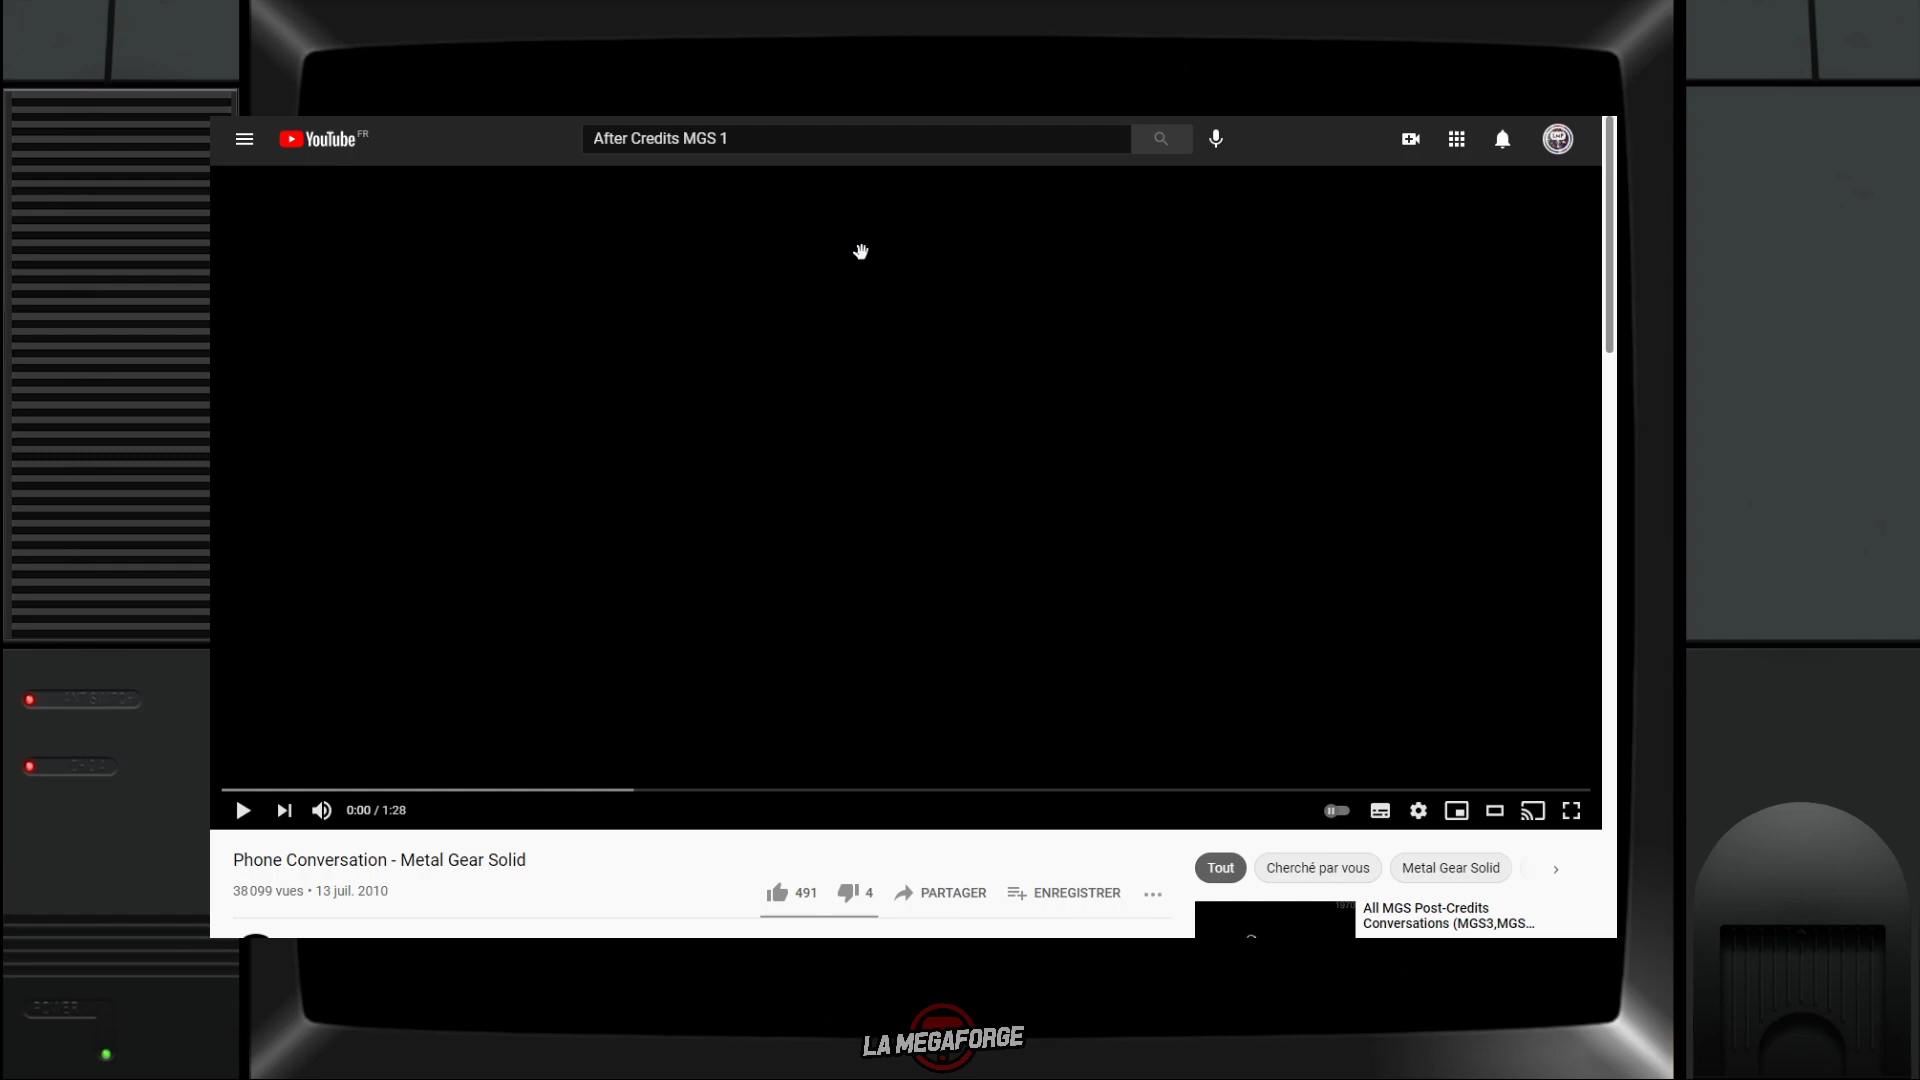 YouTube FR
After Credits MGS 1
0:00 / 1:28
Phone Conversation - Metal Gear Solid
38 099 vues • 13 juil. 2010
491
4
PARTAGER
ENREGISTRER
Tout
Cherché par vous
Metal Gear Solid
1970
All MGS Post-Credits
Conversations (MGS3,MGS...
POWER
LA MEGAFORGE